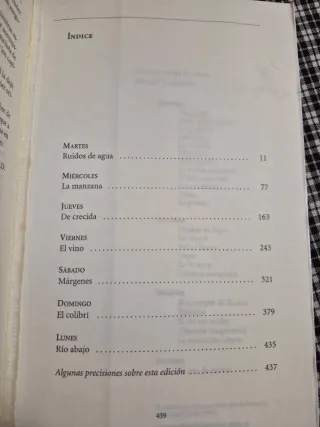 ÍNDICE
MARTES
Ruidos de agua 11
MIÉRCOLES
La manzana 77
JUEVES
De crecida 163
VIERNES
El vino 243
SÁBADO
Márgenes 321
DOMINGO
El colibrí 379
LUNES
Río abajo 435
Algunas precisiones sobre esta edición 437
439